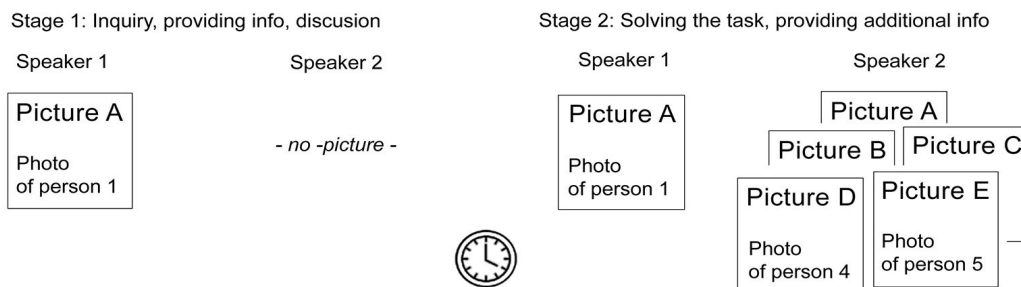 Stage 1: Inquiry, providing info, discusion
Speaker 1
Speaker 2
Picture A
Photo
of person 1
- no -picture -
Stage 2: Solving the task, providing additional info
Speaker 1
Speaker 2
Picture A
Photo
of person 1
Picture A
Picture B
Picture C
Picture D
Photo
of person 4
Picture E
Photo
of person 5